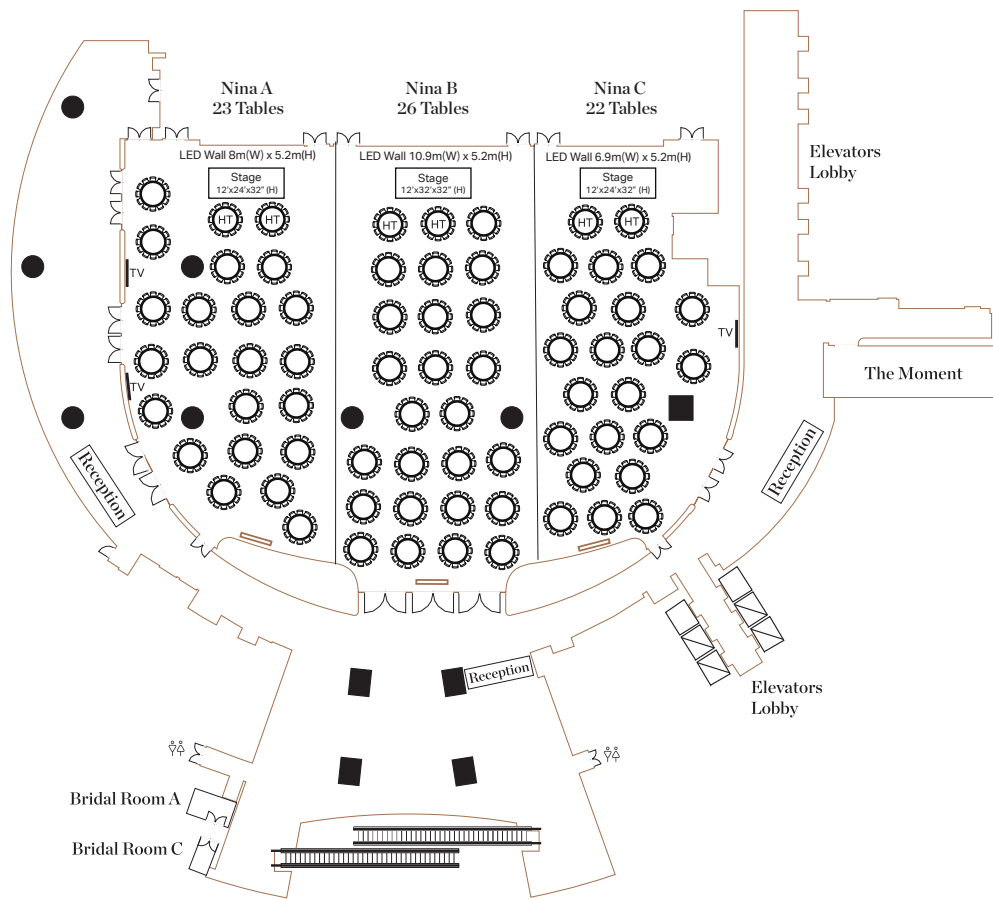 Nina A
23 Tables
Nina B
26 Tables
Nina C
22 Tables
LED Wall 8m(W) x 5.2m(H)
LED Wall 10.9m(W) x 5.2m(H)
LED Wall 6.9m(W) x 5.2m(H)
Stage
12'x24'x32" (H)
Stage
12'x32'x32" (H)
Stage
12'x24'x32" (H)
Elevators
Lobby
HT
HT
HT
HT
HT
HT
TV
TV
TV
The Moment
Reception
Reception
Reception
Elevators
Lobby
Bridal Room A
Bridal Room C